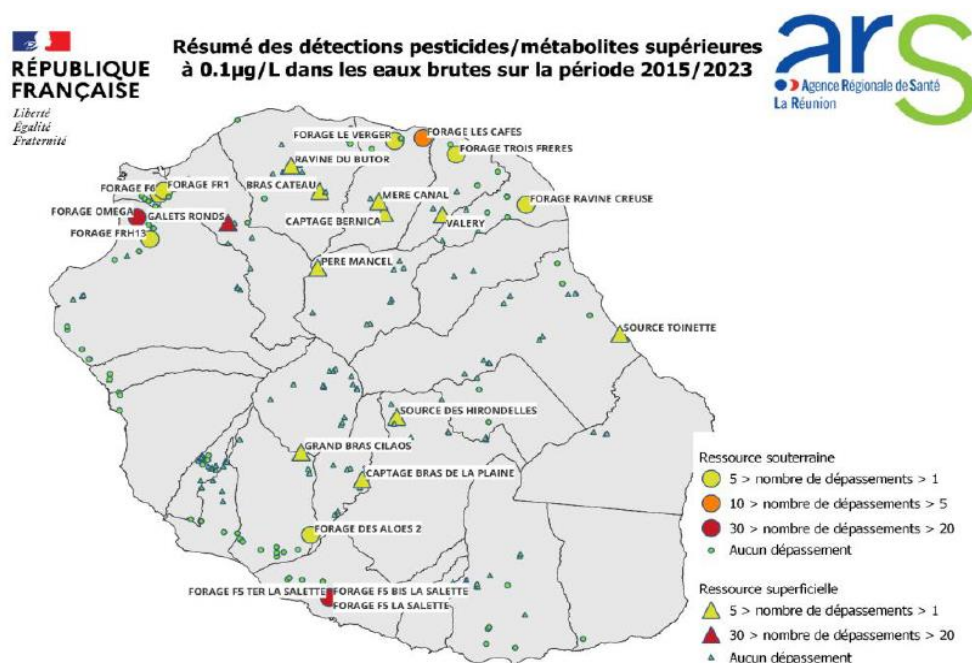 RÉPUBLIQUE
FRANÇAISE
Liberté
Égalité
Fraternité
Résumé des détections pesticides/métabolites supérieures
à 0.1µg/L dans les eaux brutes sur la période 2015/2023
ars
Agence Régionale de Santé
La Réunion
FORAGE LE VERGER
FORAGE LES CAFES
FORAGE TROIS FRERES
RAVINE DU BUTOR
FORAGE F6
FORAGE FR1
BRAS CATEAU
MERE CANAL
FORAGE RAVINE CREUSE
FORAGE OMEGA
GALETS RONDS
CAPTAGE BERNICA
VALERY
FORAGE FRH13
PERE MANCEL
SOURCE TOINETTE
SOURCE DES HIRONDELLES
GRAND BRAS CILAOS
CAPTAGE BRAS DE LA PLAINE
FORAGE DES ALOES 2
FORAGE F5 TER LA SALETTE
FORAGE F5 BIS LA SALETTE
FORAGE F5 LA SALETTE
Ressource souterraine
5 > nombre de dépassements > 1
10 > nombre de dépassements > 5
30 > nombre de dépassements > 20
Aucun dépassement
Ressource superficielle
5 > nombre de dépassements > 1
30 > nombre de dépassements > 20
Aucun dépassement